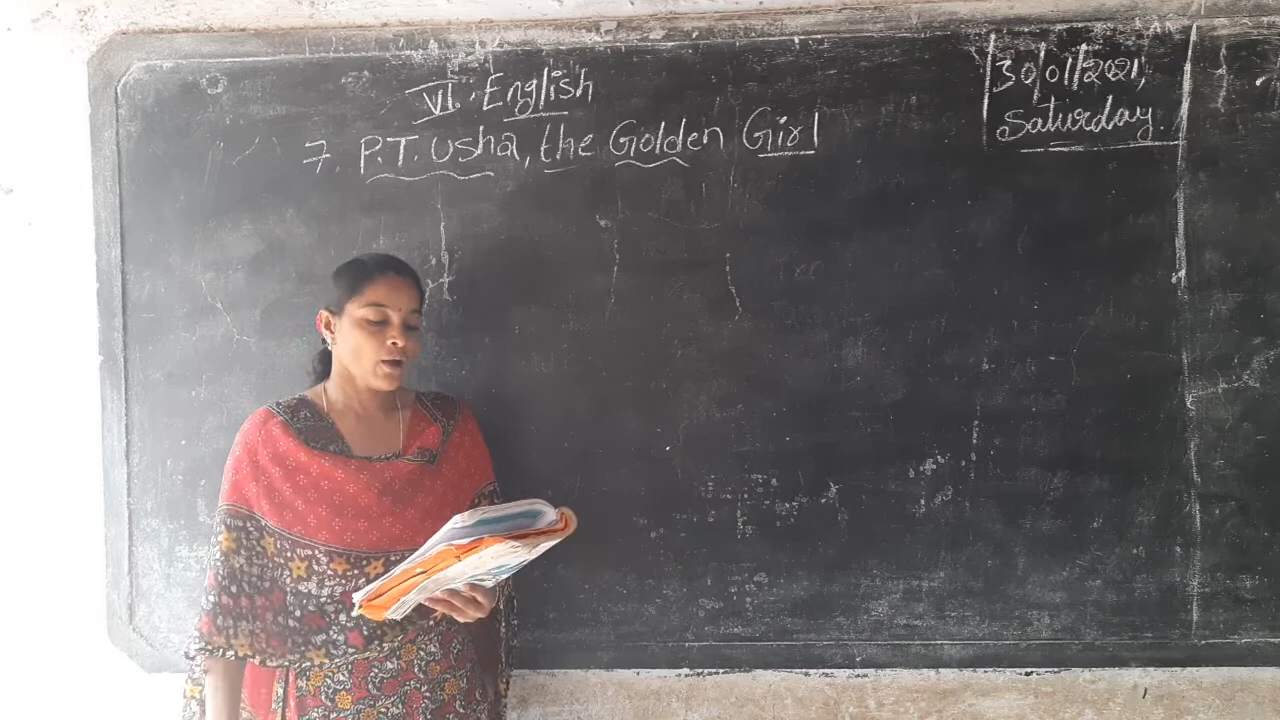 VI. English
7. P.T. Usha, the Golden Girl
30/01/2021,
Saturday.